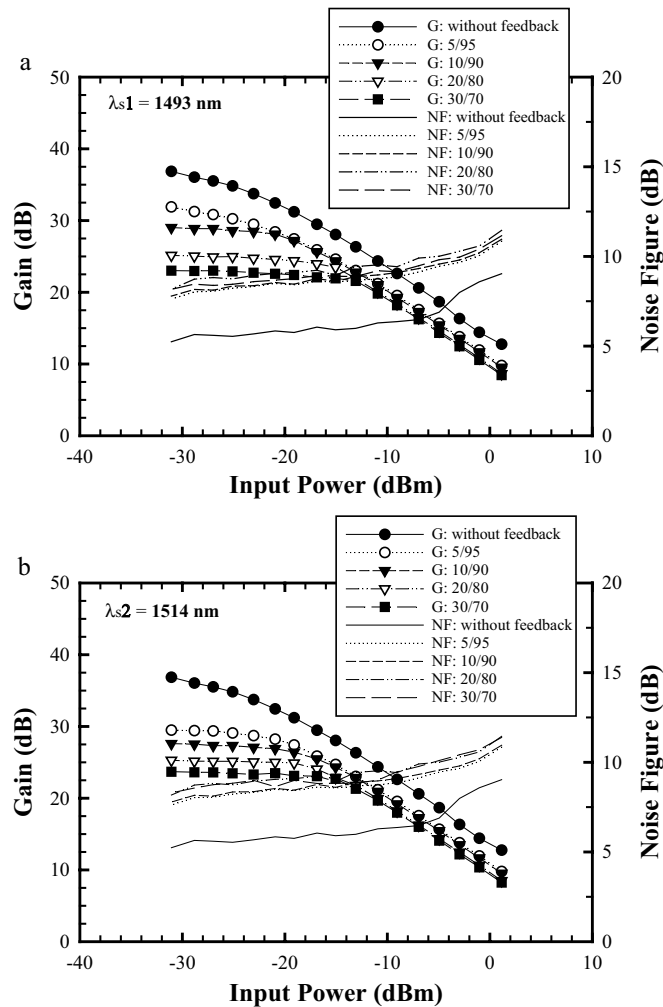 a
G: without feedback
G: 5/95
G: 10/90
G: 20/80
G: 30/70
NF: without feedback
NF: 5/95
NF: 10/90
NF: 20/80
NF: 30/70
λs1 = 1493 nm
50
40
30
20
10
0
Gain (dB)
20
15
10
5
0
Noise Figure (dB)
-40 -30 -20 -10 0 10
Input Power (dBm)
b
G: without feedback
G: 5/95
G: 10/90
G: 20/80
G: 30/70
NF: without feedback
NF: 5/95
NF: 10/90
NF: 20/80
NF: 30/70
λs2 = 1514 nm
50
40
30
20
10
0
Gain (dB)
20
15
10
5
0
Noise Figure (dB)
-40 -30 -20 -10 0 10
Input Power (dBm)